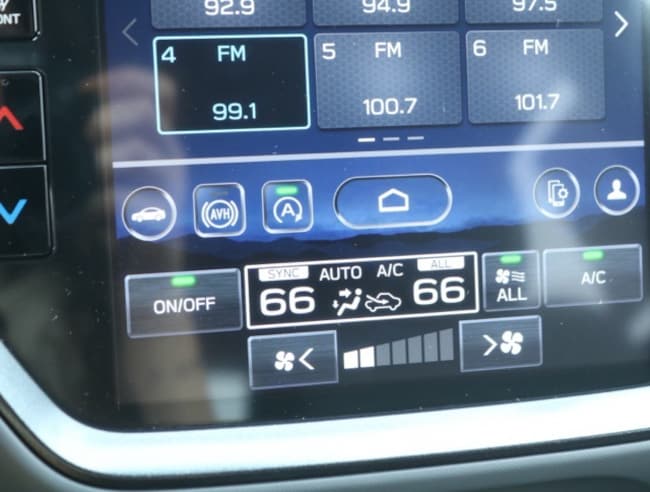 92.9
94.9
97.5
4 FM
99.1
5 FM
100.7
6 FM
101.7
AVH
A
ON/OFF
SYNC AUTO A/C ALL
66 66
ALL
A/C